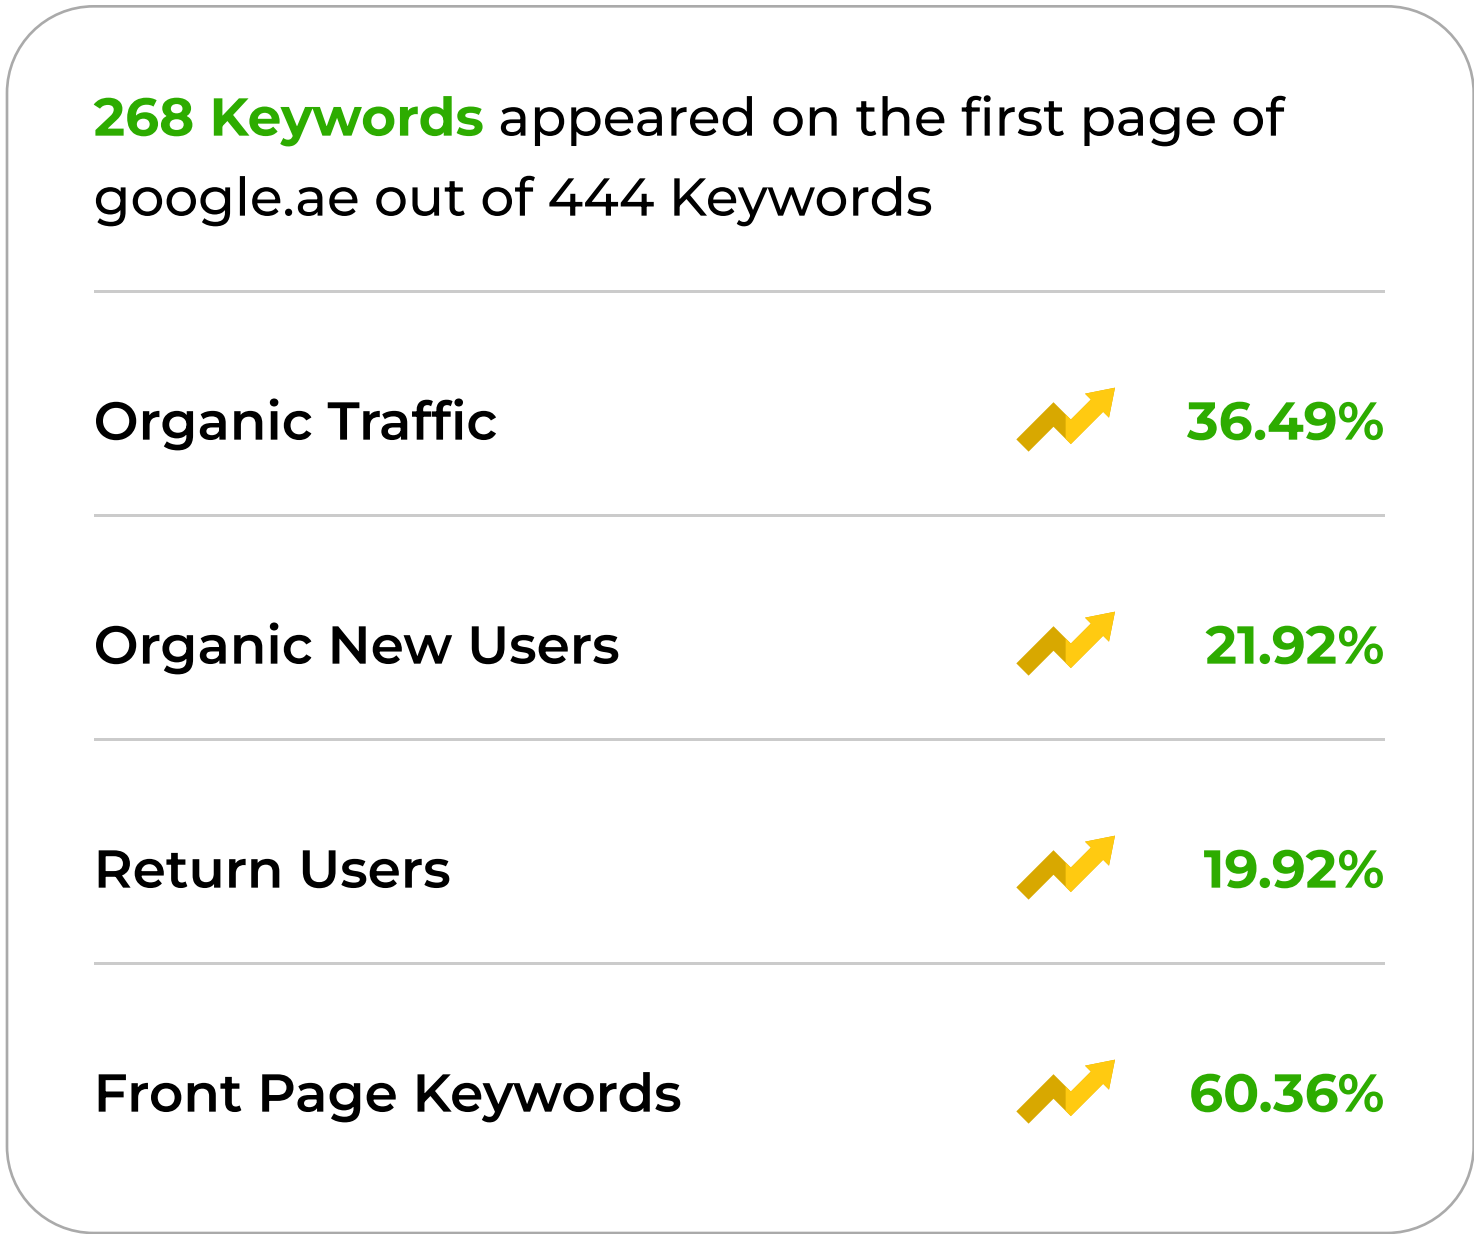 268 Keywords appeared on the first page of
google.ae out of 444 Keywords
Organic Traffic 36.49%
Organic New Users 21.92%
Return Users 19.92%
Front Page Keywords 60.36%